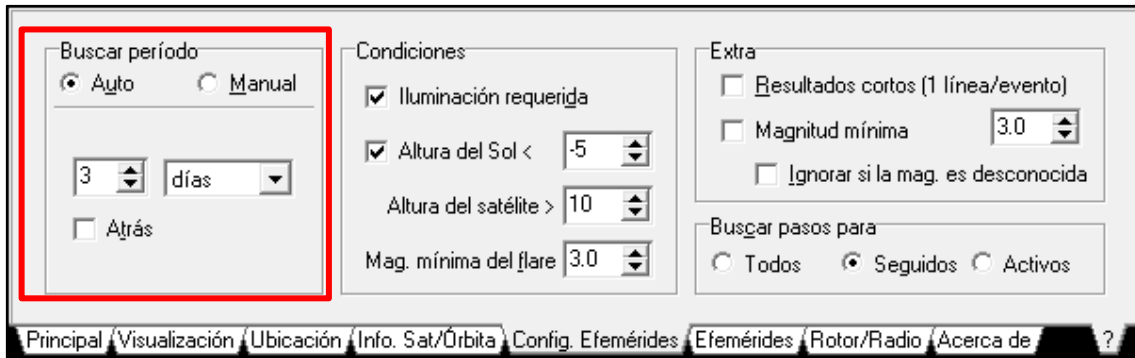 Buscar período
Auto Manual
3 días
Atrás
Condiciones
Iluminación requerida
Altura del Sol < -5
Altura del satélite > 10
Mag. mínima del flare 3.0
Extra
Resultados cortos (1 línea/evento)
Magnitud mínima 3.0
Ignorar si la mag. es desconocida
Buscar pasos para
Todos Seguidos Activos
Principal Visualización Ubicación Info. Sat/Órbita Config. Efemérides Efemérides Rotor/Radio Acerca de ?